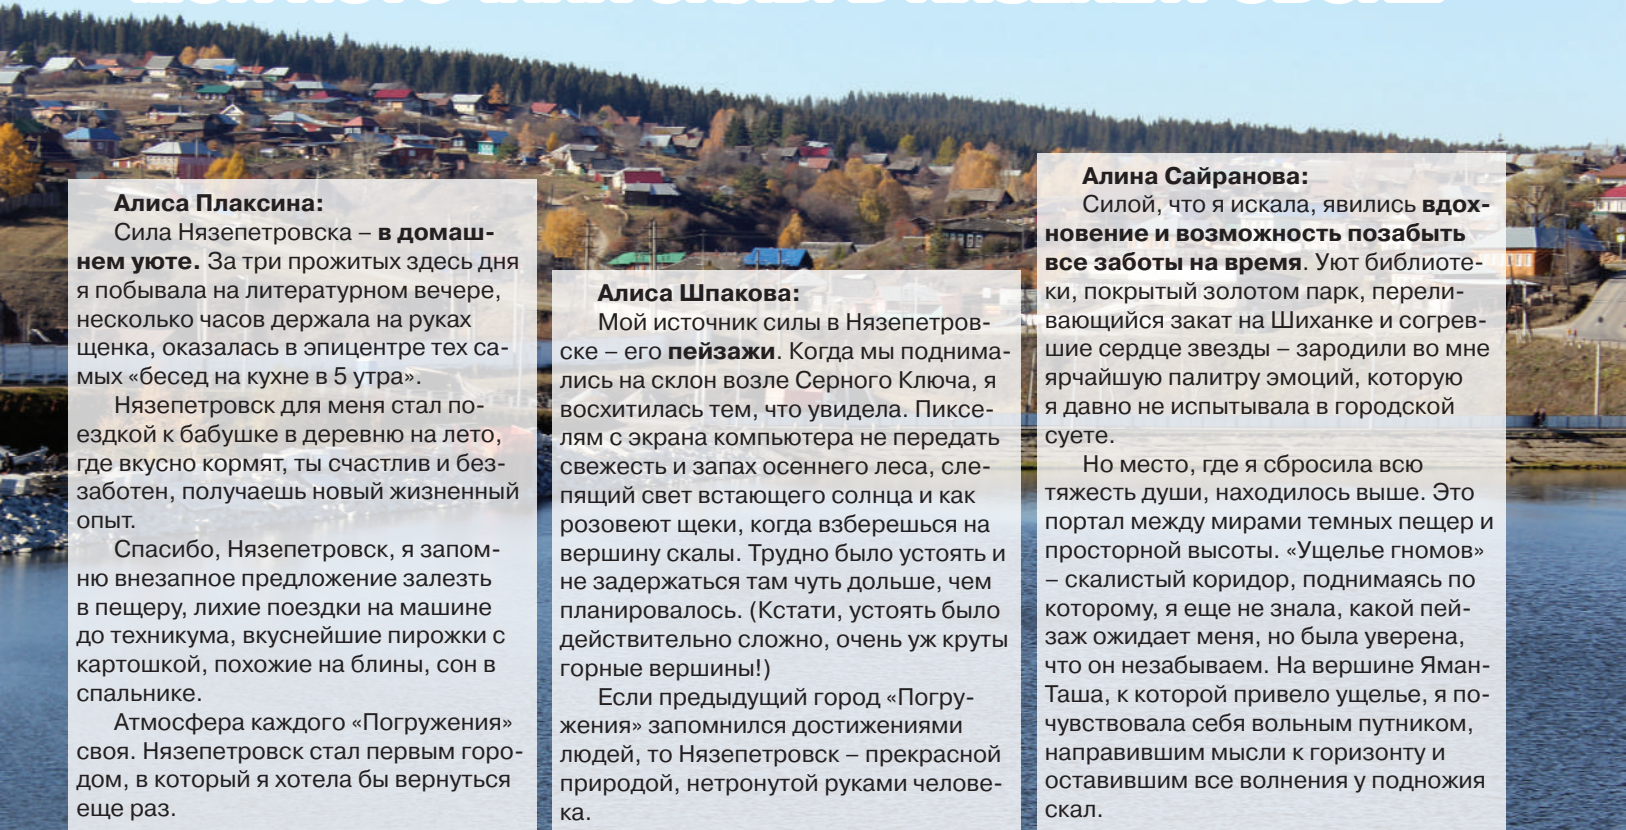 Алиса Плаксина:
Сила Нязепетровска – в домаш-
нем уюте. За три прожитых здесь дня
я побывала на литературном вечере,
несколько часов держала на руках
щенка, оказалась в эпицентре тех са-
мых «бесед на кухне в 5 утра».
Нязепетровск для меня стал по-
ездкой к бабушке в деревню на лето,
где вкусно кормят, ты счастлив и без-
заботен, получаешь новый жизненный
опыт.
Спасибо, Нязепетровск, я запом-
ню внезапное предложение залезть
в пещеру, лихие поездки на машине
до техникума, вкуснейшие пирожки с
картошкой, похожие на блины, сон в
спальнике.
Атмосфера каждого «Погружения»
своя. Нязепетровск стал первым горо-
дом, в который я хотела бы вернуться
еще раз.
Алиса Шпакова:
Мой источник силы в Нязепетров-
ске – его пейзажи. Когда мы поднима-
лись на склон возле Серного Ключа, я
восхитилась тем, что увидела. Пиксе-
лям с экрана компьютера не передать
свежесть и запах осеннего леса, сле-
пящий свет встающего солнца и как
розовеют щеки, когда взберешься на
вершину скалы. Трудно было устоять и
не задержаться там чуть дольше, чем
планировалось. (Кстати, устоять было
действительно сложно, очень уж круты
горные вершины!)
Если предыдущий город «Погру-
жения» запомнился достижениями
людей, то Нязепетровск – прекрасной
природой, нетронутой руками челове-
ка.
Алина Сайранова:
Силой, что я искала, явились вдох-
новение и возможность позабыть
все заботы на время. Уют библиоте-
ки, покрытый золотом парк, перели-
вающийся закат на Шиханке и согрев-
шие сердце звезды – зародили во мне
ярчайшую палитру эмоций, которую
я давно не испытывала в городской
суете.
Но место, где я сбросила всю
тяжесть души, находилось выше. Это
портал между мирами темных пещер и
просторной высоты. «Ущелье гномов»
– скалистый коридор, поднимаясь по
которому, я еще не знала, какой пей-
заж ожидает меня, но была уверена,
что он незабываем. На вершине Яман-
Таша, к которой привело ущелье, я по-
чувствовала себя вольным путником,
направившим мысли к горизонту и
оставившим все волнения у подножия
скал.